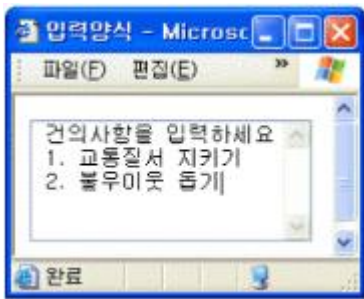 입력양식 - Microsc
파일(F) 편집(E) »
건의사항을 입력하세요
1. 교통질서 지키기
2. 불우이웃 돕기
완료